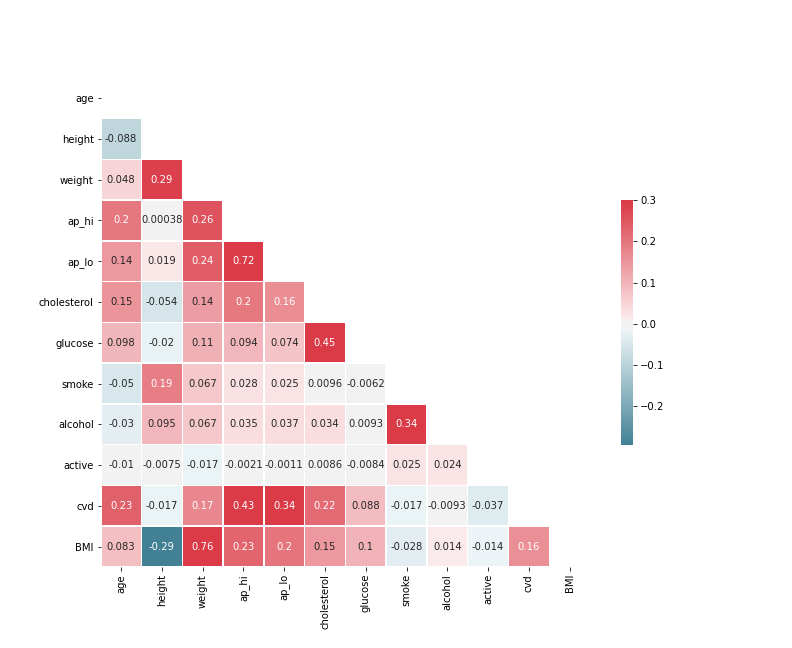 age
height -0.088
weight 0.048 0.29
ap_hi 0.2 0.00038 0.26
ap_lo 0.14 0.019 0.24 0.72
cholesterol 0.15 -0.054 0.14 0.2 0.16
glucose 0.098 -0.02 0.11 0.094 0.074 0.45
smoke -0.05 0.19 0.067 0.028 0.025 0.0096 -0.0062
alcohol -0.03 0.095 0.067 0.035 0.037 0.034 0.0093 0.34
active -0.01 -0.0075 -0.017 -0.0021 -0.0011 0.0086 -0.0084 0.025 0.024
cvd 0.23 -0.017 0.17 0.43 0.34 0.22 0.088 -0.017 -0.0093 -0.037
BMI 0.083 -0.29 0.76 0.23 0.2 0.15 0.1 -0.028 0.014 -0.014 0.16
age height weight ap_hi ap_lo cholesterol glucose smoke alcohol active cvd BMI
0.3
0.2
0.1
0.0
−0.1
−0.2